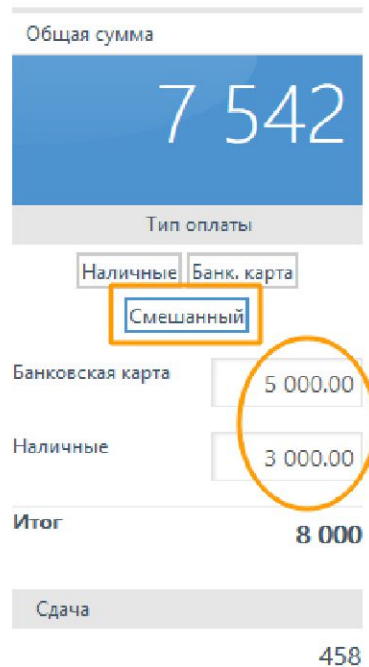 Общая сумма
7 542
Тип оплаты
Наличные Банк. карта
Смешанный
Банковская карта 5 000.00
Наличные 3 000.00
Итог 8 000
Сдача
458